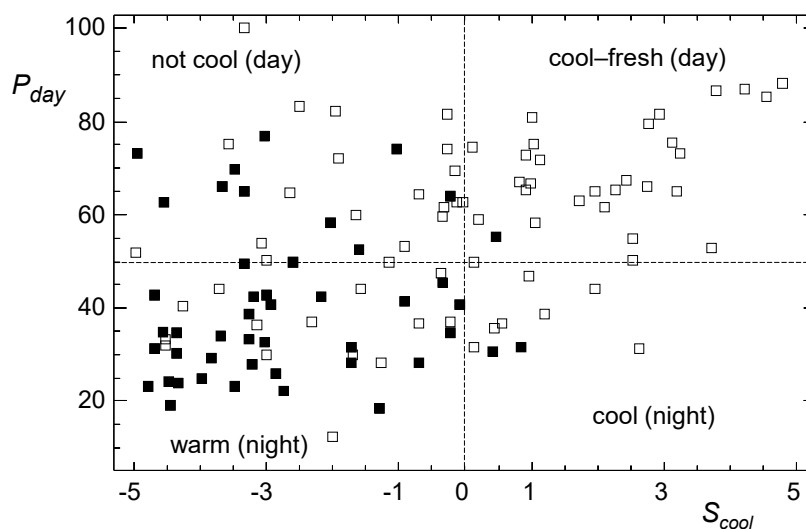 100
not cool (day)
cool–fresh (day)
P_day
80
60
40
20
warm (night)
cool (night)
-5 -3 -1 0 1 3 5
S_cool